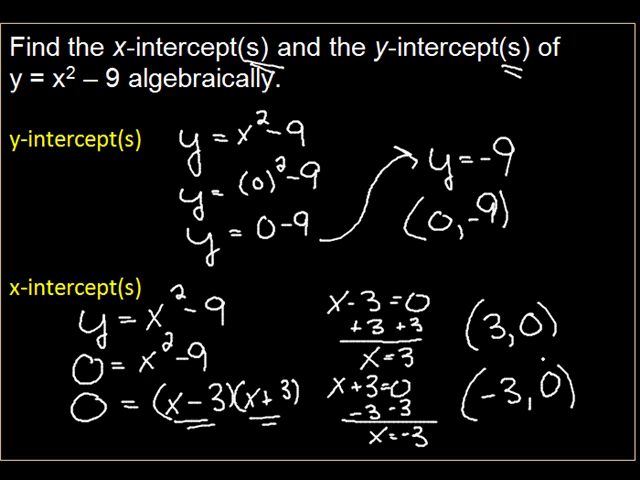 Find the x-intercept(s) and the y-intercept(s) of
y = x² – 9 algebraically.
y-intercept(s)
y = x² - 9
y = (0)² - 9
y = 0 - 9
y = -9
(0, -9)
x-intercept(s)
y = x² - 9
0 = x² - 9
0 = (x - 3)(x + 3)
x - 3 = 0
+3 +3
x = 3
x + 3 = 0
-3 -3
x = -3
(3, 0)
(-3, 0)